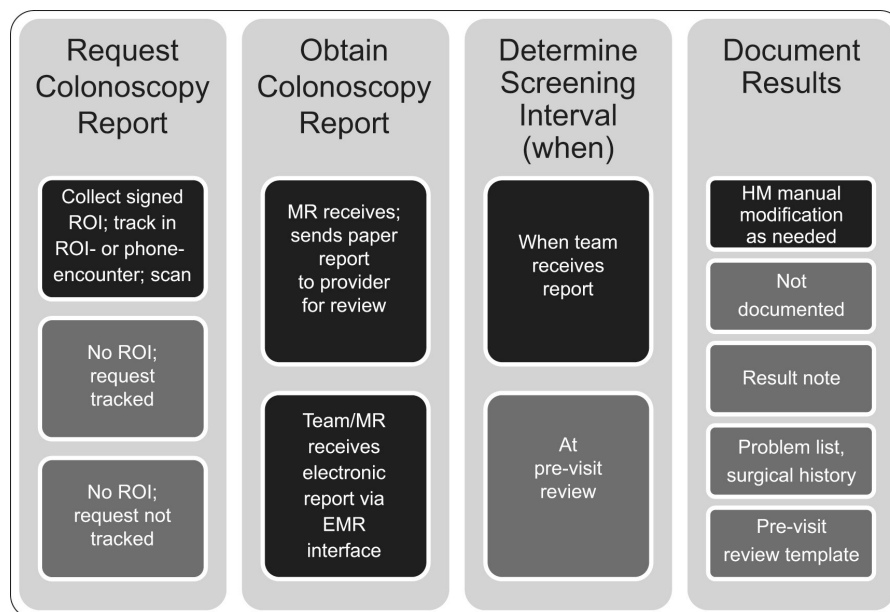 Request
Colonoscopy
Report
Collect signed
ROI; track in
ROI- or phone-
encounter; scan
No ROI;
request
tracked
No ROI;
request not
tracked
Obtain
Colonoscopy
Report
MR receives;
sends paper
report
to provider
for review
Team/MR
receives
electronic
report via
EMR
interface
Determine
Screening
Interval
(when)
When team
receives
report
At
pre-visit
review
Document
Results
HM manual
modification
as needed
Not
documented
Result note
Problem list,
surgical history
Pre-visit
review template